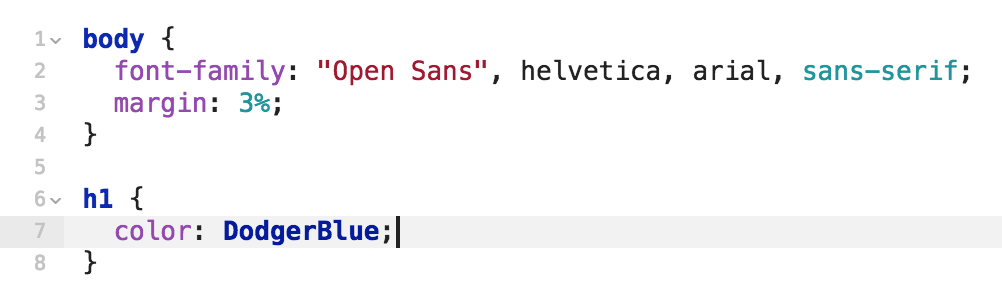 1 body {
2   font-family: "Open Sans", helvetica, arial, sans-serif;
3   margin: 3%;
4 }
5
6 h1 {
7   color: DodgerBlue;
8 }